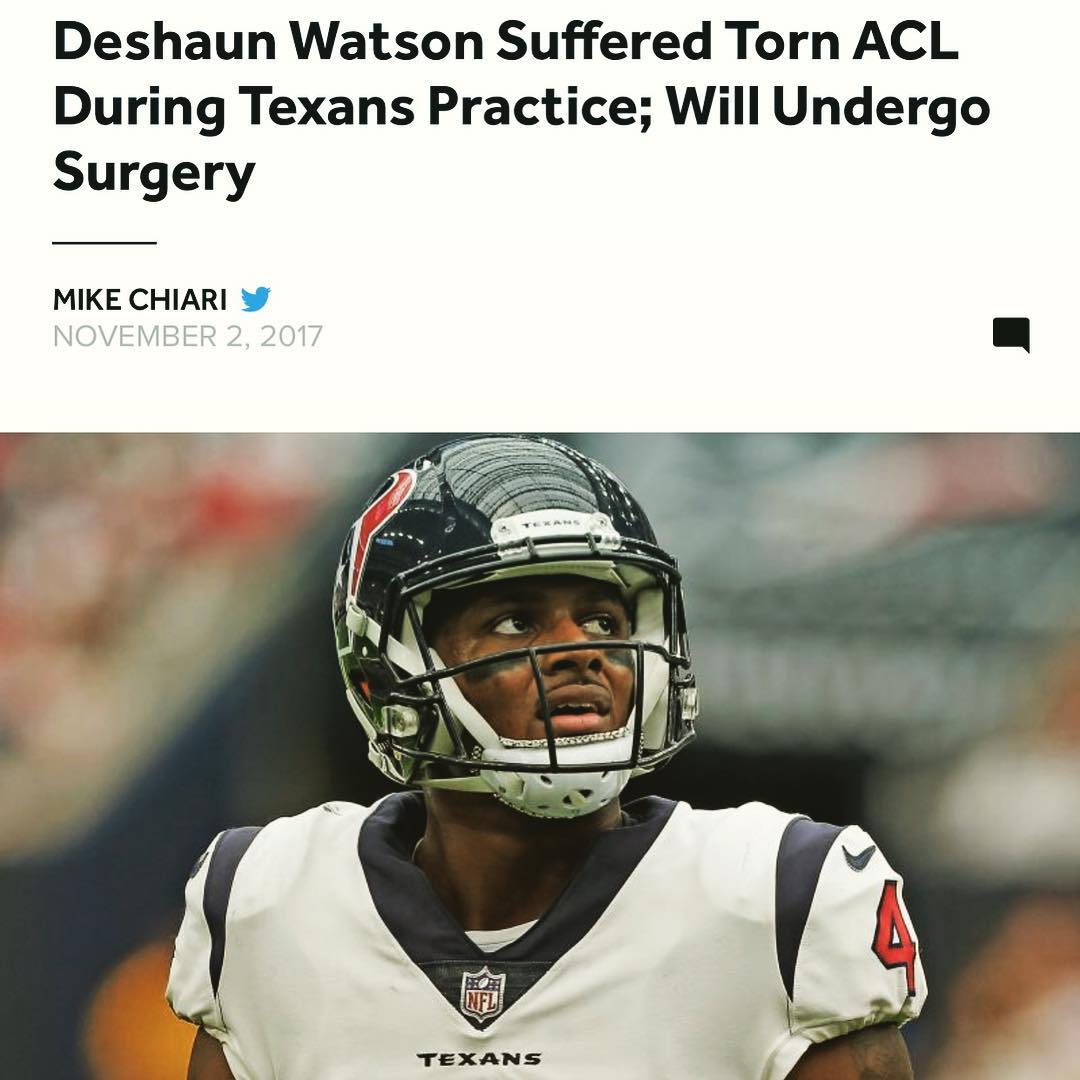 Deshaun Watson Suffered Torn ACL
During Texans Practice; Will Undergo
Surgery
MIKE CHIARI
NOVEMBER 2, 2017
TEXANS
4
NFL
TEXANS